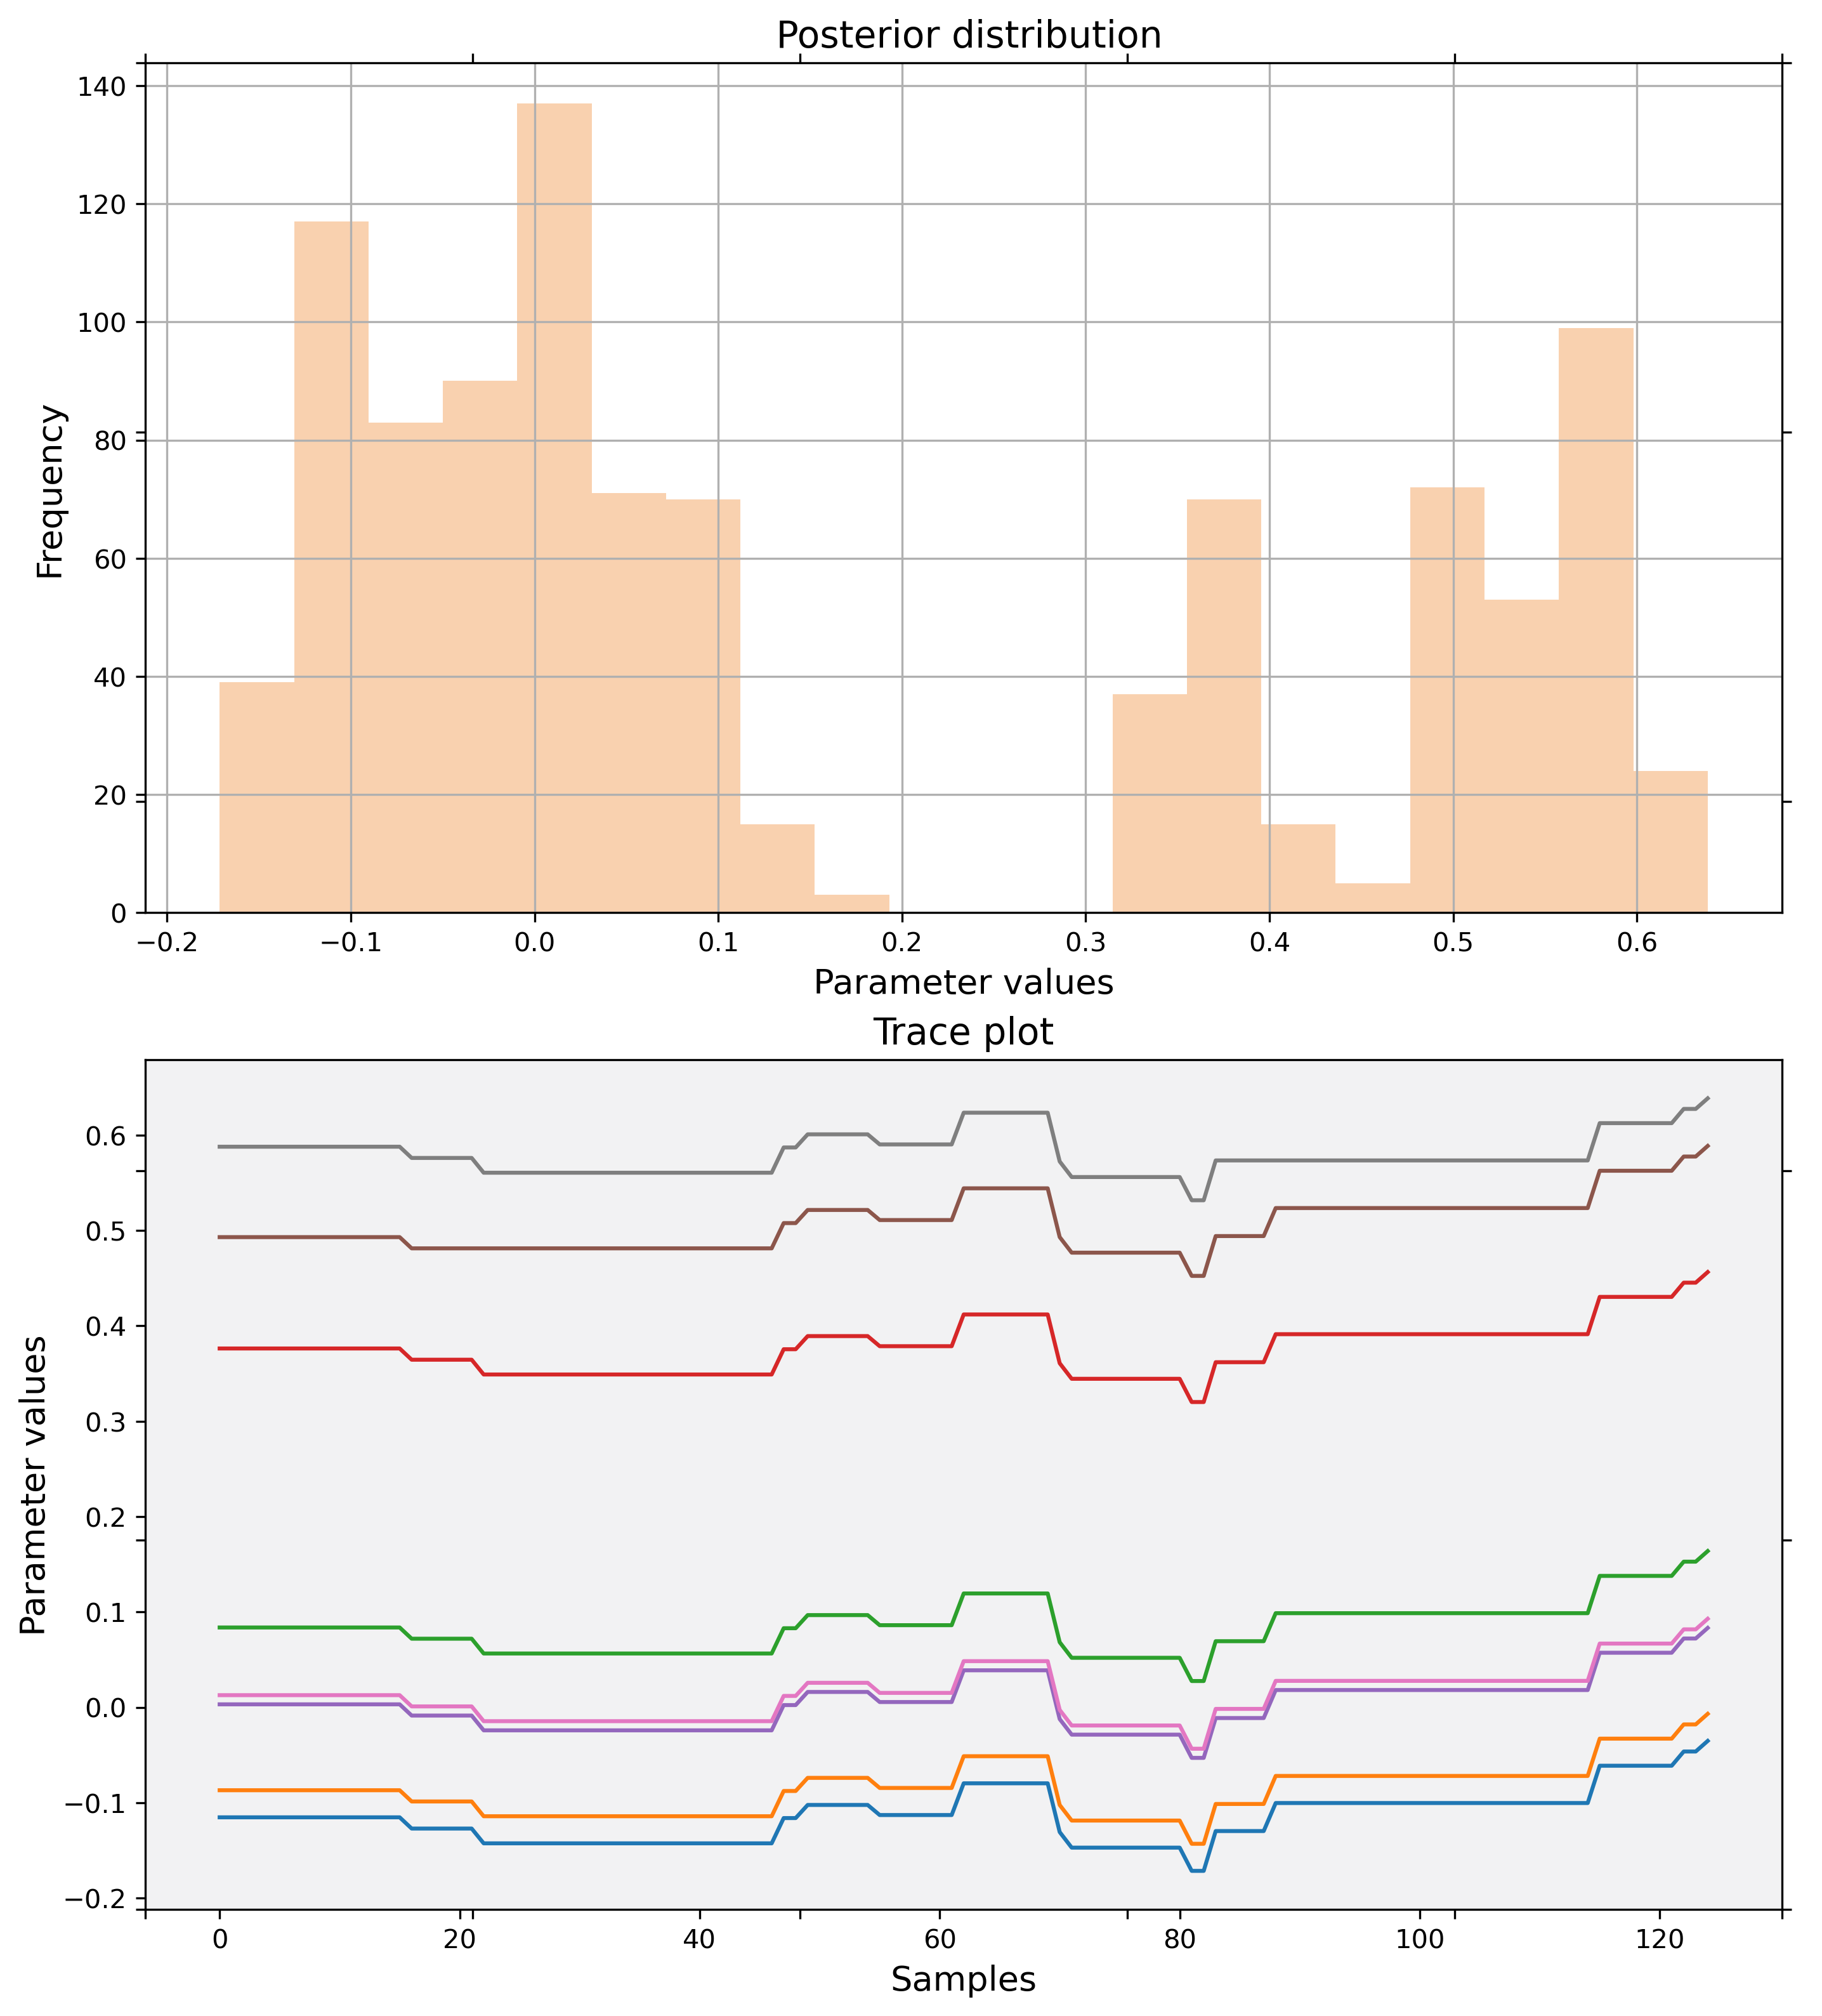 Posterior distribution
140
120
100
80
60
40
20
0
Frequency
−0.2 −0.1 0.0 0.1 0.2 0.3 0.4 0.5 0.6
Parameter values
Trace plot
0.6
0.5
0.4
0.3
0.2
0.1
0.0
−0.1
−0.2
Parameter values
0 20 40 60 80 100 120
Samples